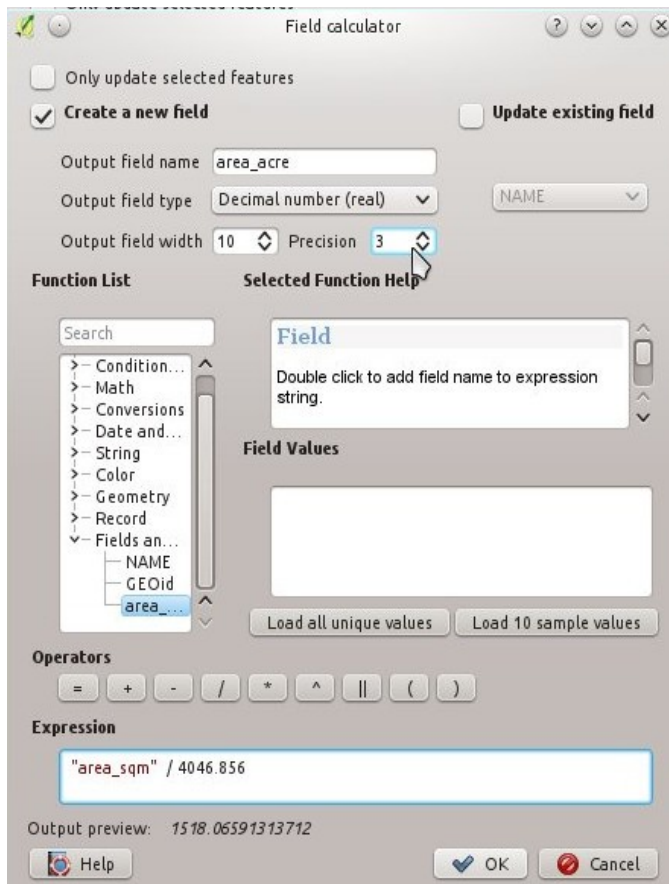 Only update selected features
Field calculator
Only update selected features
Create a new field
Update existing field
Output field name area_acre
Output field type Decimal number (real)
NAME
Output field width 10 Precision 3
Function List
Selected Function Help
Search
Condition...
Math
Conversions
Date and...
String
Color
Geometry
Record
Fields an...
NAME
GEOid
area_...
Field
Double click to add field name to expression
string.
Field Values
Load all unique values Load 10 sample values
Operators
= + - / * ^ || ( )
Expression
"area_sqm" / 4046.856
Output preview: 1518.06591313712
Help OK Cancel